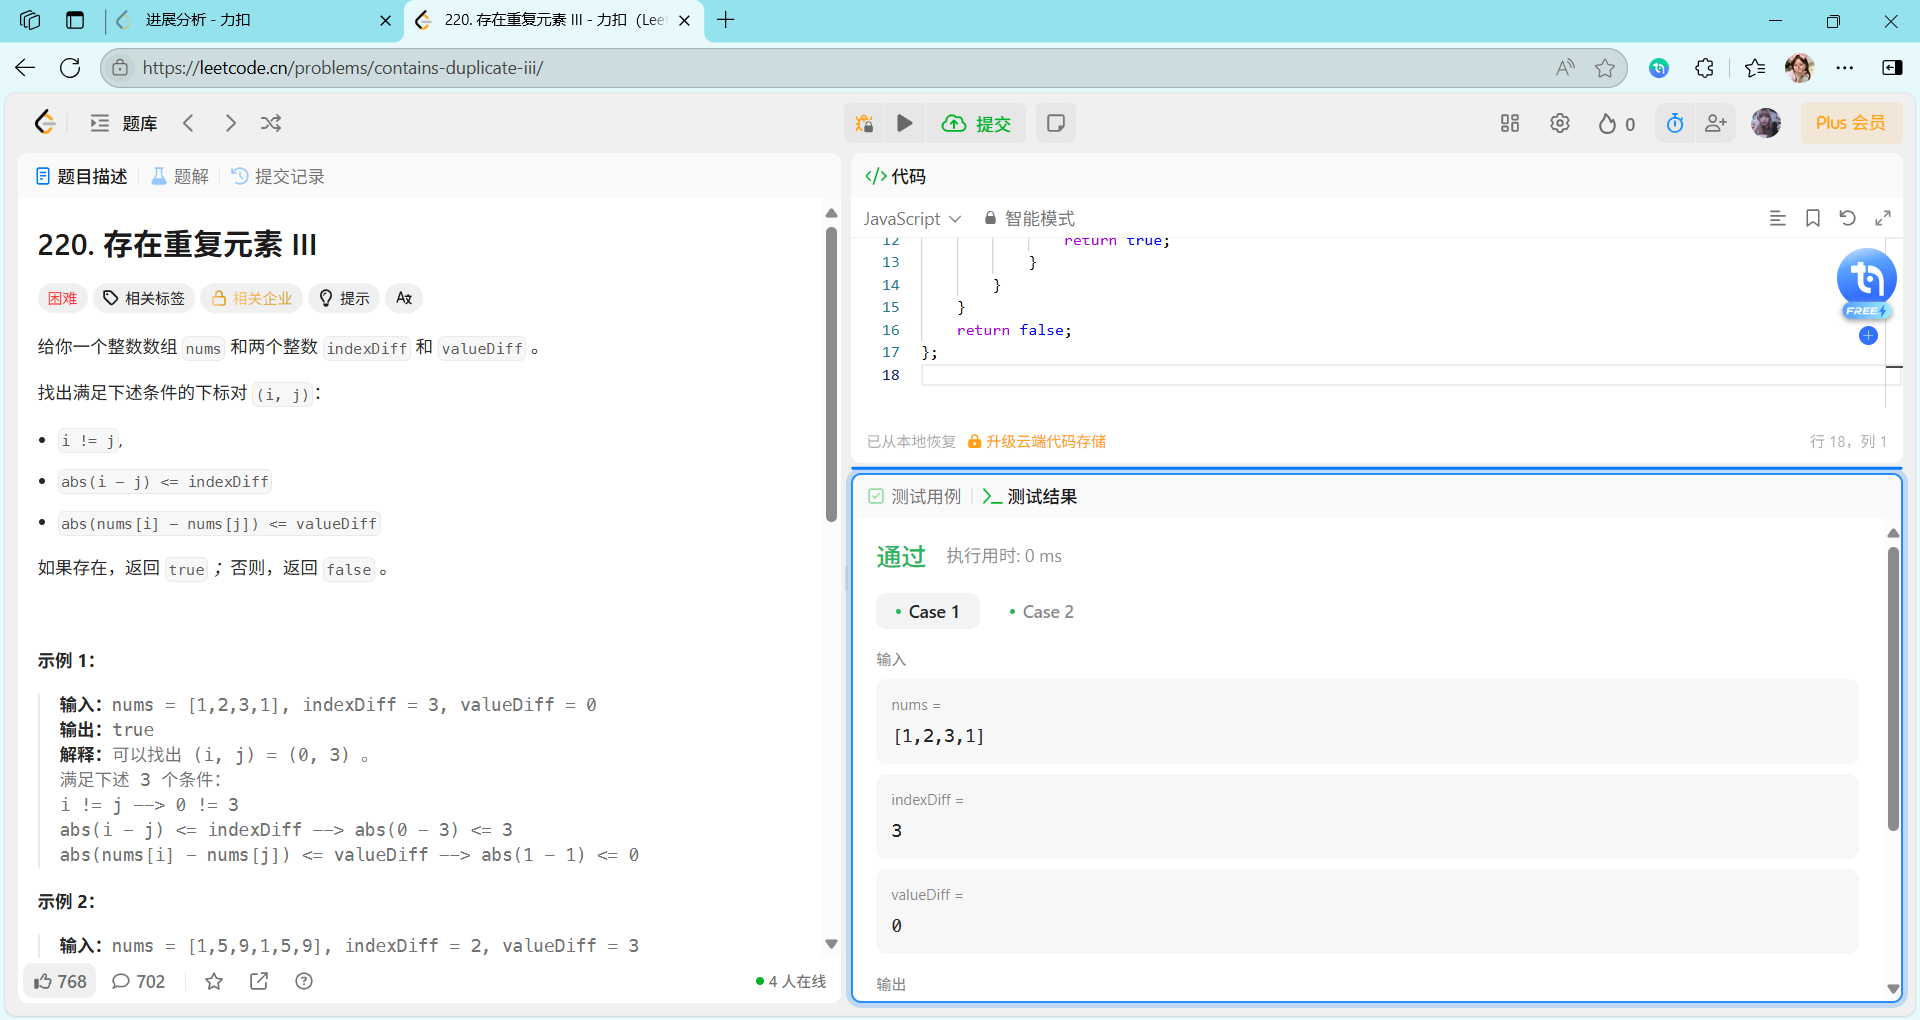 进展分析 - 力扣
220. 存在重复元素 III - 力扣 (Lee
https://leetcode.cn/problems/contains-duplicate-iii/
题库
提交
0
Plus 会员
题目描述
题解
提交记录
220. 存在重复元素 III
困难
相关标签
相关企业
提示
给你一个整数数组 nums 和两个整数 indexDiff 和 valueDiff 。
找出满足下述条件的下标对 (i, j)：
i != j,
abs(i - j) <= indexDiff
abs(nums[i] - nums[j]) <= valueDiff
如果存在，返回 true ；否则，返回 false 。
示例 1：
输入：nums = [1,2,3,1], indexDiff = 3, valueDiff = 0
输出：true
解释：可以找出 (i, j) = (0, 3) 。
满足下述 3 个条件：
i != j --> 0 != 3
abs(i - j) <= indexDiff --> abs(0 - 3) <= 3
abs(nums[i] - nums[j]) <= valueDiff --> abs(1 - 1) <= 0
示例 2：
输入：nums = [1,5,9,1,5,9], indexDiff = 2, valueDiff = 3
768
702
4 人在线
代码
JavaScript
智能模式
12 return true;
13 }
14 }
15 }
16 return false;
17 };
18
FREE
已从本地恢复
升级云端代码存储
行 18，列 1
测试用例
测试结果
通过
执行用时: 0 ms
Case 1
Case 2
输入
nums =
[1,2,3,1]
indexDiff =
3
valueDiff =
0
输出